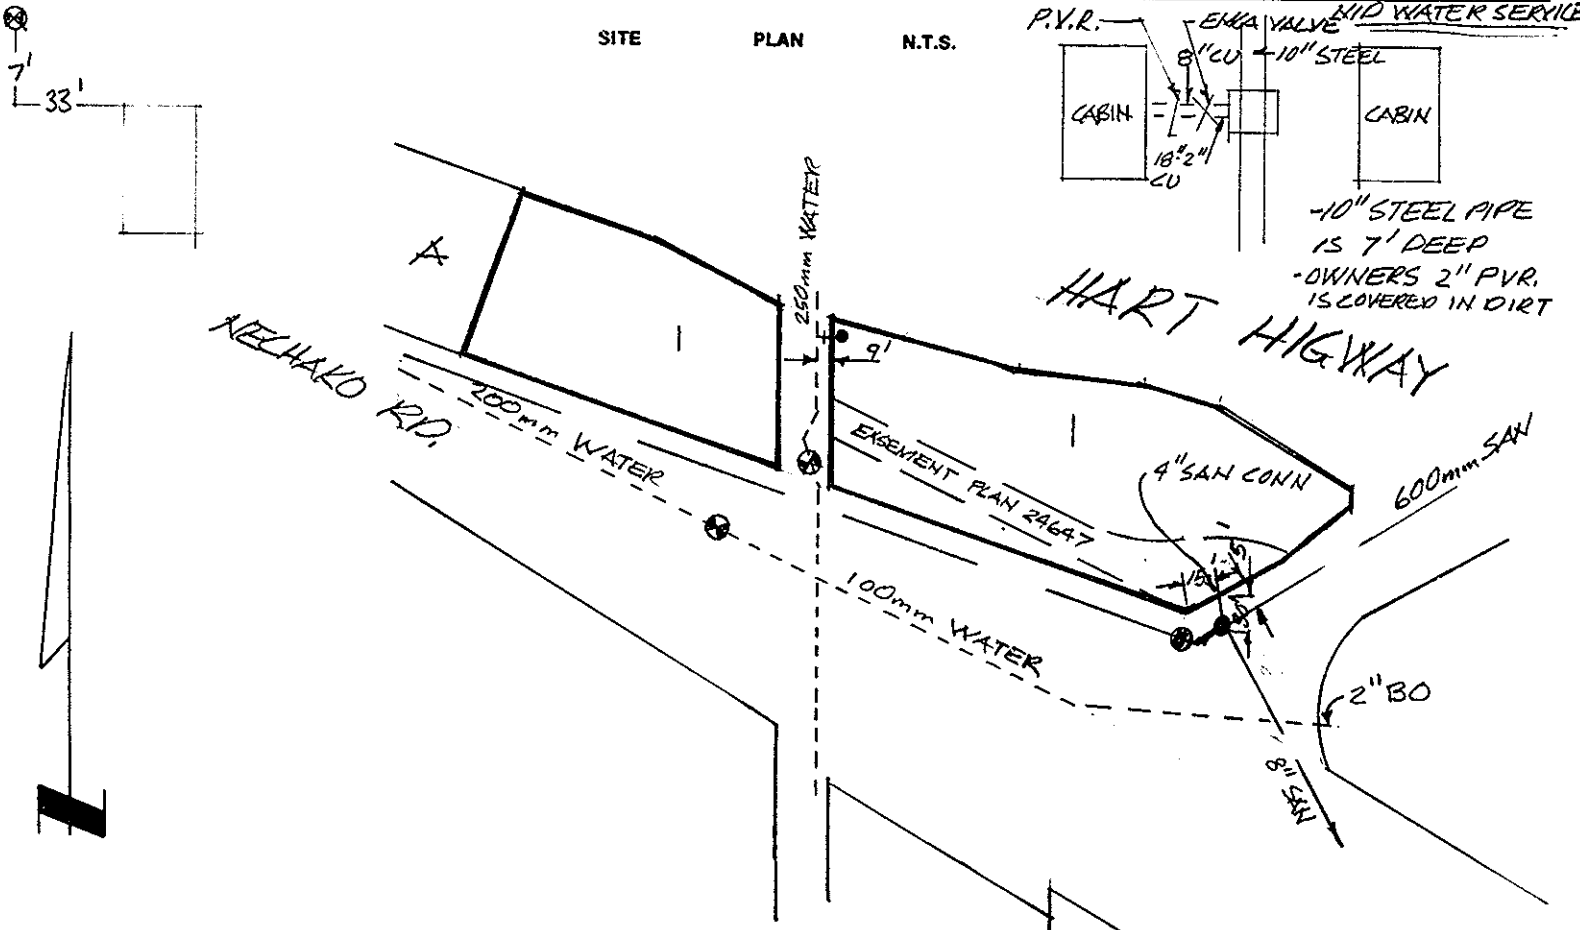 SITE PLAN N.T.S.
P.V.R.
VALVE
WATER SERVICE
8" CU
10" STEEL
7'
33'
CABIN
CABIN
18"2"
CU
-10" STEEL PIPE
IS 7' DEEP
-OWNERS 2" PVR.
IS COVERED IN DIRT
250mm WATER
A
HART HIGWAY
NECHAKO RD.
1
9'
200mm WATER
EASEMENT PLAN 24647
1
4" SAN CONN
600mm SAN
15'
100mm WATER
2" BO
8" SAN